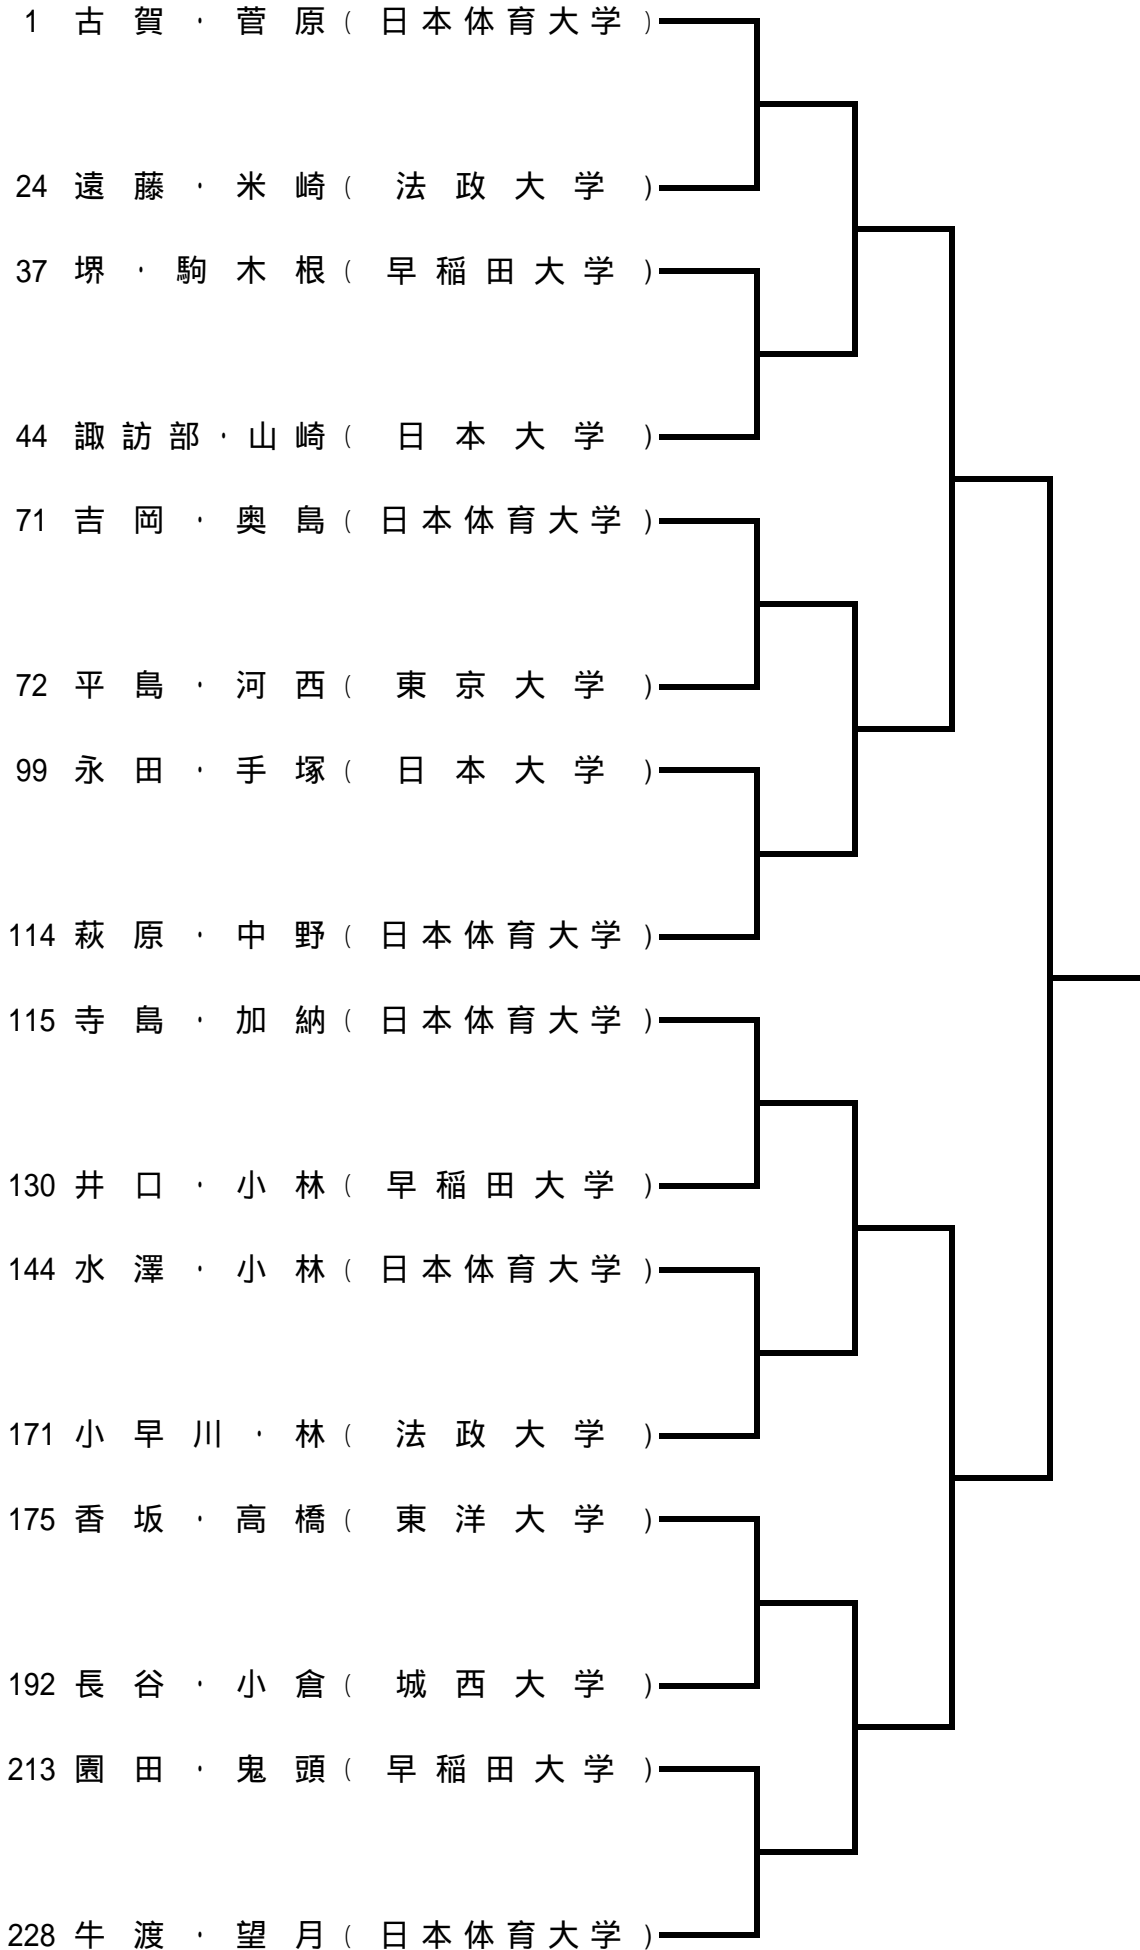 1 古賀・菅原(日本体育大学)
24 遠藤・米崎(法政大学)
37 堺・駒木根(早稲田大学)
44 諏訪部・山崎(日本大学)
71 吉岡・奥島(日本体育大学)
72 平島・河西(東京大学)
99 永田・手塚(日本大学)
114 萩原・中野(日本体育大学)
115 寺島・加納(日本体育大学)
130 井口・小林(早稲田大学)
144 水澤・小林(日本体育大学)
171 小早川・林(法政大学)
175 香坂・高橋(東洋大学)
192 長谷・小倉(城西大学)
213 園田・鬼頭(早稲田大学)
228 牛渡・望月(日本体育大学)